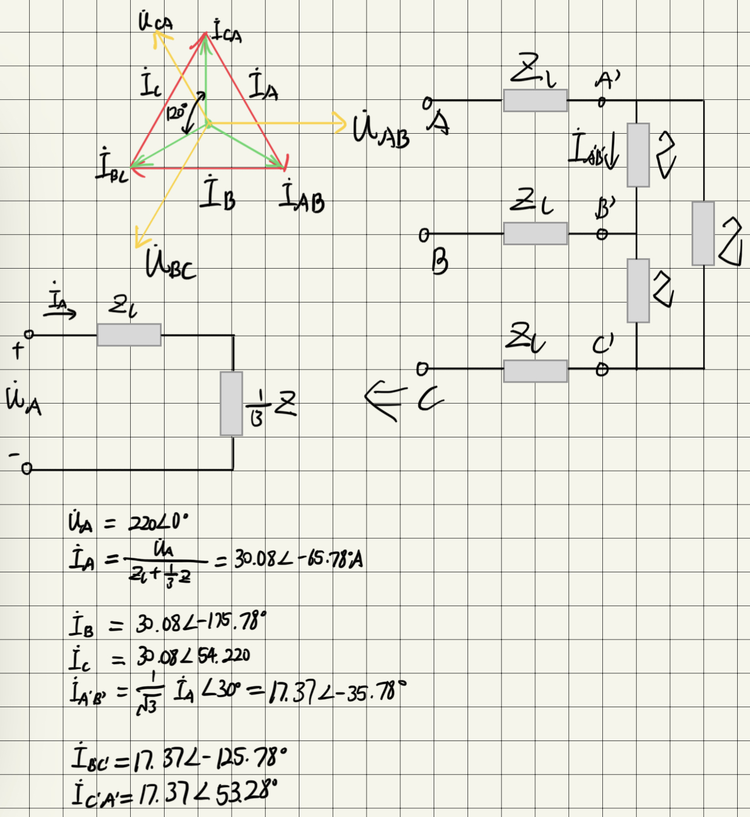 U̇CA
İCA
İC
İA
120°
U̇AB
İBC
İB
İAB
U̇BC
ZL A'
A
İA'B' Z
ZL B'
B
Z
Z
ZL C'
C
İA ZL
+
U̇A
1/3 Z
-
U̇A = 220∠0°
İA = U̇A / (ZL + 1/3 Z) = 30.08∠-65.78°A
İB = 30.08∠-175.78°
İC = 30.08∠54.220
İA'B' = 1/√3 İA ∠30° = 17.37∠-35.78°
İBC' = 17.37∠-125.78°
İC'A' = 17.37∠53.28°